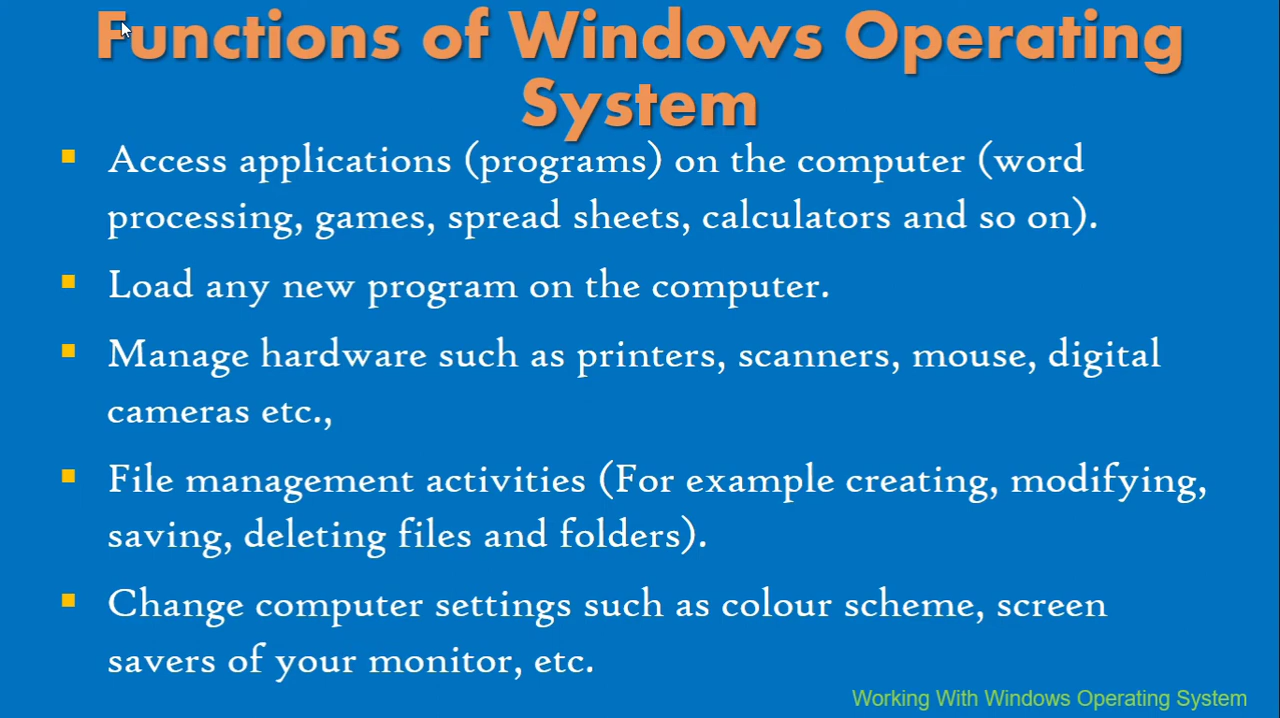 Functions of Windows Operating
System
▪ Access applications (programs) on the computer (word
processing, games, spread sheets, calculators and so on).
▪ Load any new program on the computer.
▪ Manage hardware such as printers, scanners, mouse, digital
cameras etc.,
▪ File management activities (For example creating, modifying,
saving, deleting files and folders).
▪ Change computer settings such as colour scheme, screen
savers of your monitor, etc.
Working With Windows Operating System